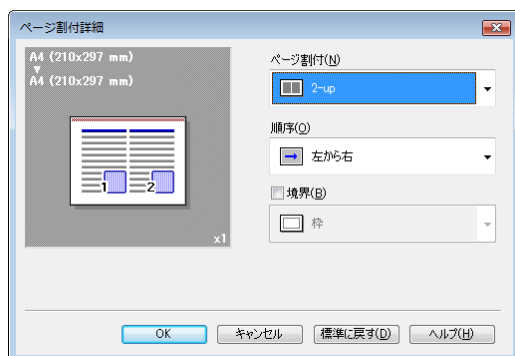 ページ割付詳細
A4 (210x297 mm)
A4 (210x297 mm)
1 2
x1
ページ割付(N)
2-up
順序(O)
左から右
境界(B)
枠
OK キャンセル 標準に戻す(D) ヘルプ(H)